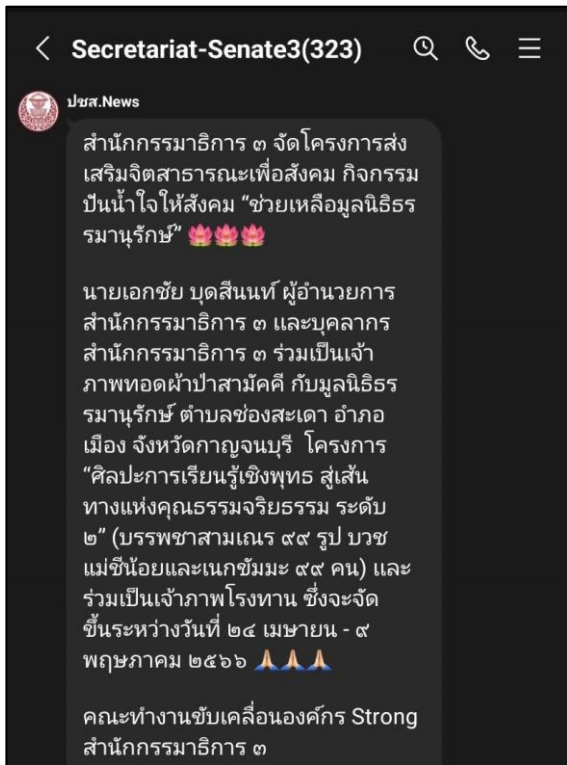 Secretariat-Senate3(323)
ปชส.News
สำนักกรรมาธิการ ๓ จัดโครงการส่ง
เสริมจิตสาธารณะเพื่อสังคม กิจกรรม
ปันน้ำใจให้สังคม “ช่วยเหลือมูลนิธิธร
รมานุรักษ์” 🪷🪷🪷
นายเอกชัย บุดสีนนท์ ผู้อำนวยการ
สำนักกรรมาธิการ ๓ และบุคลากร
สำนักกรรมาธิการ ๓ ร่วมเป็นเจ้า
ภาพทอดผ้าป่าสามัคคี กับมูลนิธิธร
รมานุรักษ์ ตำบลช่องสะเดา อำเภอ
เมือง จังหวัดกาญจนบุรี โครงการ
“ศิลปะการเรียนรู้เชิงพุทธ สู่เส้น
ทางแห่งคุณธรรมจริยธรรม ระดับ
๒” (บรรพชาสามเณร ๙๙ รูป บวช
แม่ชีน้อยและเนกขัมมะ ๙๙ คน) และ
ร่วมเป็นเจ้าภาพโรงทาน ซึ่งจะจัด
ขึ้นระหว่างวันที่ ๒๔ เมษายน - ๙
พฤษภาคม ๒๕๖๖ 🙏🙏🙏
คณะทำงานขับเคลื่อนองค์กร Strong
สำนักกรรมาธิการ ๓